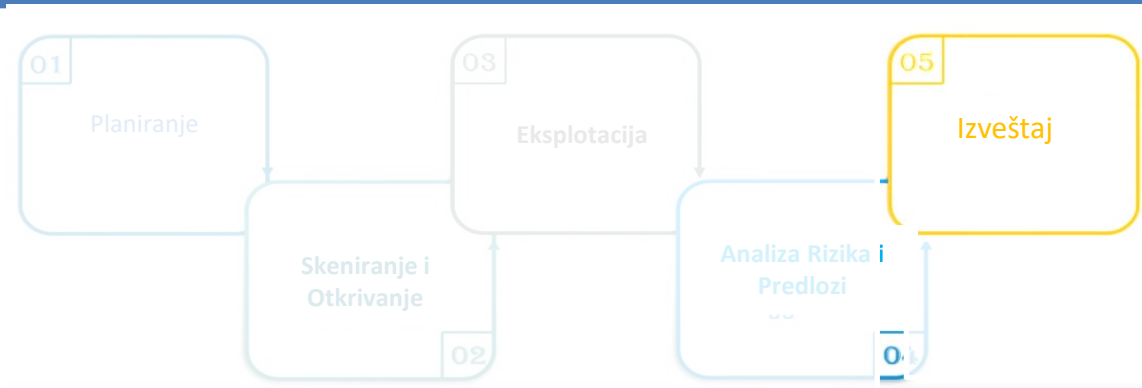 01
Planiranje
Skeniranje i
Otkrivanje
02
03
Eksplotacija
Analiza Rizika i
Predlozi
04
05
Izveštaj